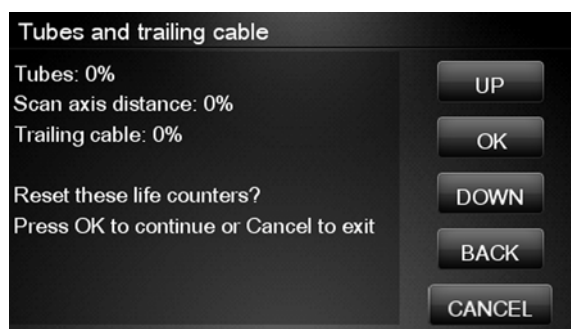 Tubes and trailing cable
Tubes: 0%
Scan axis distance: 0%
Trailing cable: 0%
Reset these life counters?
Press OK to continue or Cancel to exit
UP
OK
DOWN
BACK
CANCEL